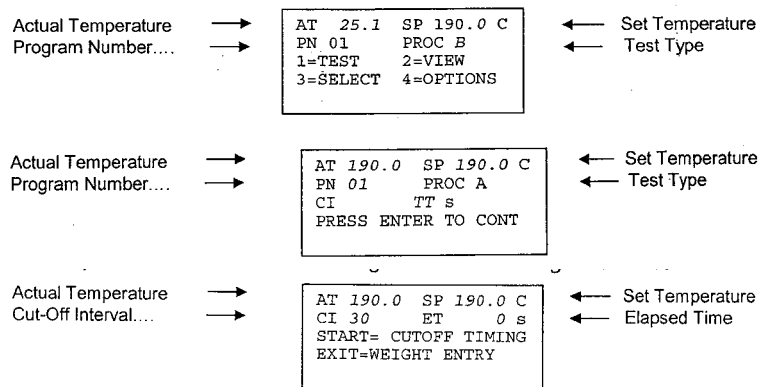 Actual Temperature AT 25.1 SP 190.0 C Set Temperature
Program Number.... PN 01 PROC B Test Type
1=TEST 2=VIEW
3=SELECT 4=OPTIONS
Actual Temperature AT 190.0 SP 190.0 C Set Temperature
Program Number.... PN 01 PROC A Test Type
CI TT s
PRESS ENTER TO CONT
Actual Temperature AT 190.0 SP 190.0 C Set Temperature
Cut-Off Interval.... CI 30 ET 0 s Elapsed Time
START= CUTOFF TIMING
EXIT=WEIGHT ENTRY